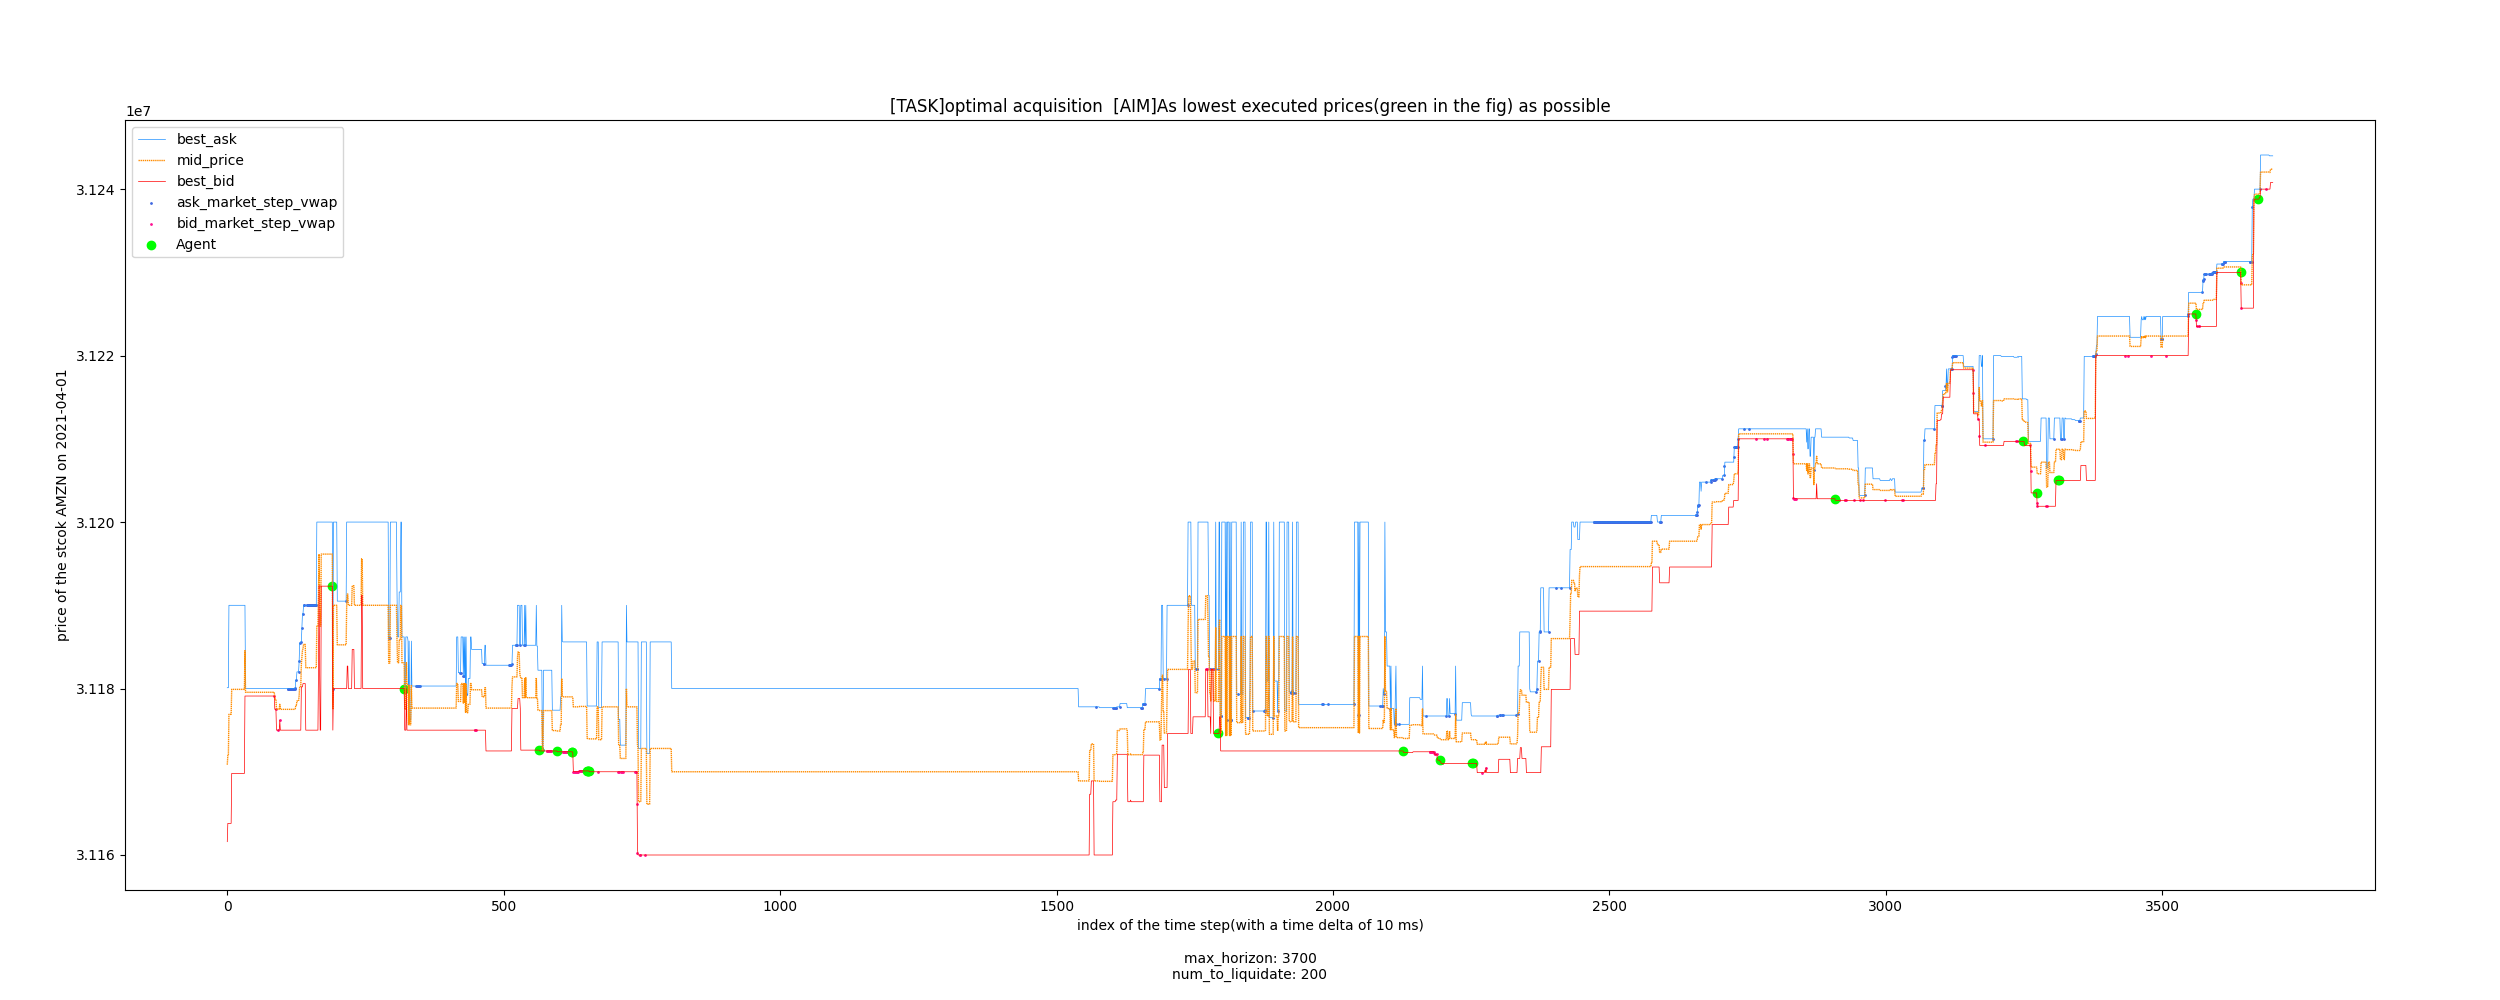 [TASK]optimal acquisition  [AIM]As lowest executed prices(green in the fig) as possible
1e7
best_ask
mid_price
best_bid
ask_market_step_vwap
bid_market_step_vwap
Agent
3.124
3.122
3.120
3.118
3.116
price of the stcok AMZN on 2021-04-01
0
500
1000
1500
2000
2500
3000
3500
index of the time step(with a time delta of 10 ms)
max_horizon: 3700
num_to_liquidate: 200